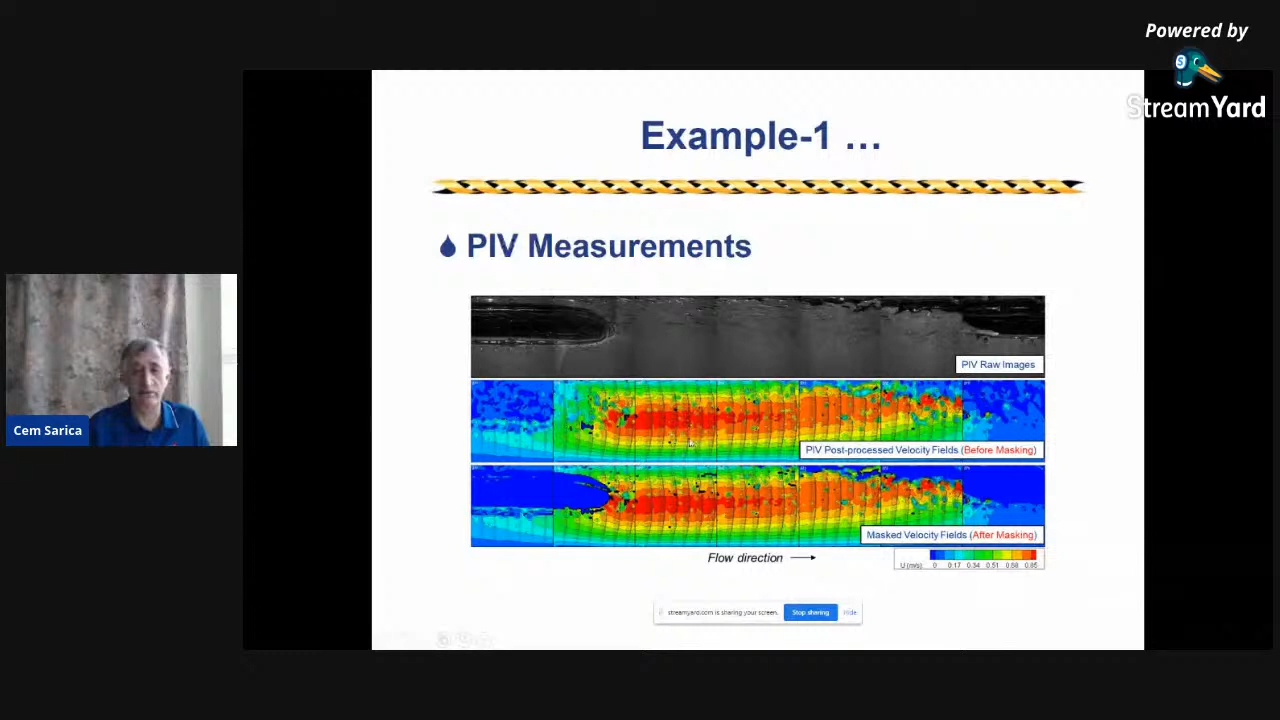 Powered by
StreamYard
Example-1 ...
PIV Measurements
PIV Raw Images
PIV Post-processed Velocity Fields (Before Masking)
Masked Velocity Fields (After Masking)
Flow direction
U (m/s) 0 0.17 0.34 0.51 0.68 0.85
streamyard.com is sharing your screen. Stop sharing Hide
Cem Sarica